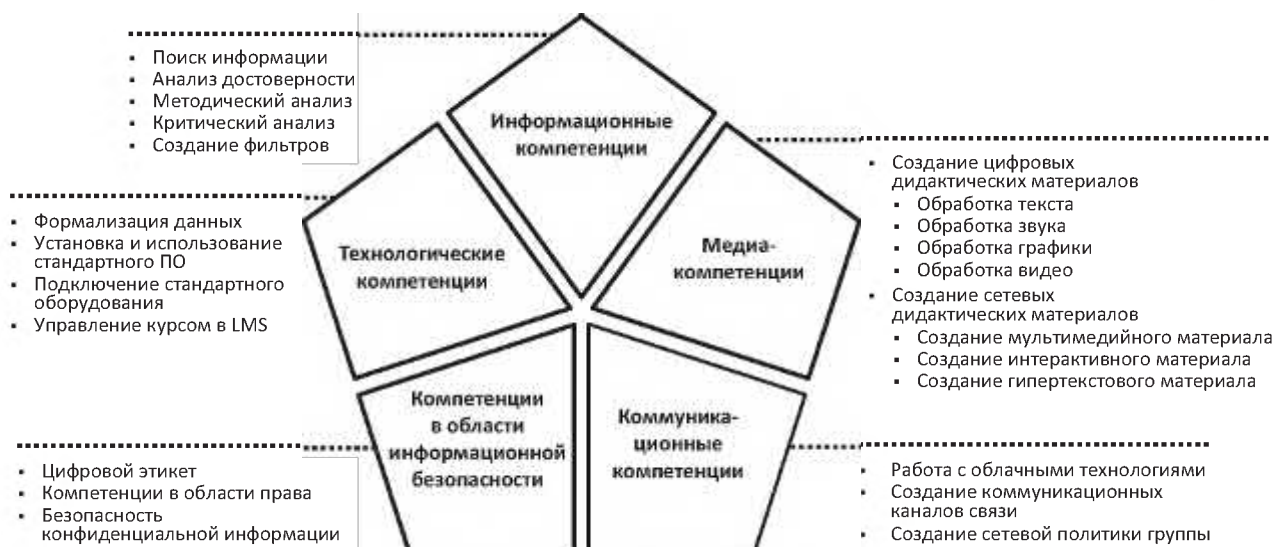 Поиск информации
Анализ достоверности
Методический анализ
Критический анализ
Создание фильтров
Информационные
компетенции
Формализация данных
Установка и использование
стандартного ПО
Подключение стандартного
оборудования
Управление курсом в LMS
Технологические
компетенции
Медиа-
компетенции
Создание цифровых
дидактических материалов
Обработка текста
Обработка звука
Обработка графики
Обработка видео
Создание сетевых
дидактических материалов
Создание мультимедийного материала
Создание интерактивного материала
Создание гипертекстового материала
Компетенции
в области
информационной
безопасности
Цифровой этикет
Компетенции в области права
Безопасность
конфиденциальной информации
Коммуника-
ционные
компетенции
Работа с облачными технологиями
Создание коммуникационных
каналов связи
Создание сетевой политики группы